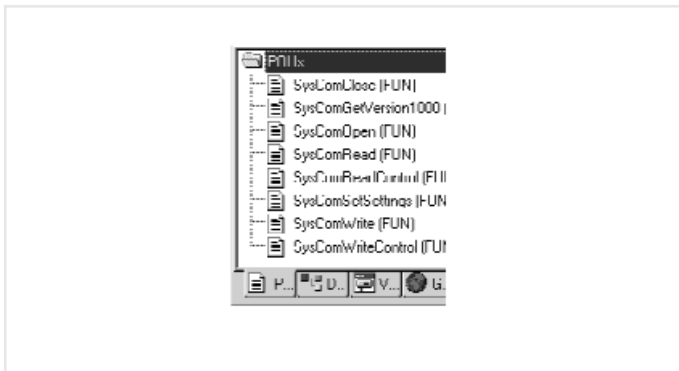 POUs
SysComClose (FUN)
SysComGetVersion1000 (
SysComOpen (FUN)
SysComRead (FUN)
SysComReadControl (FU
SysComSetSettings (FUN
SysComWrite (FUN)
SysComWriteControl (FUN
P... D... V... G.